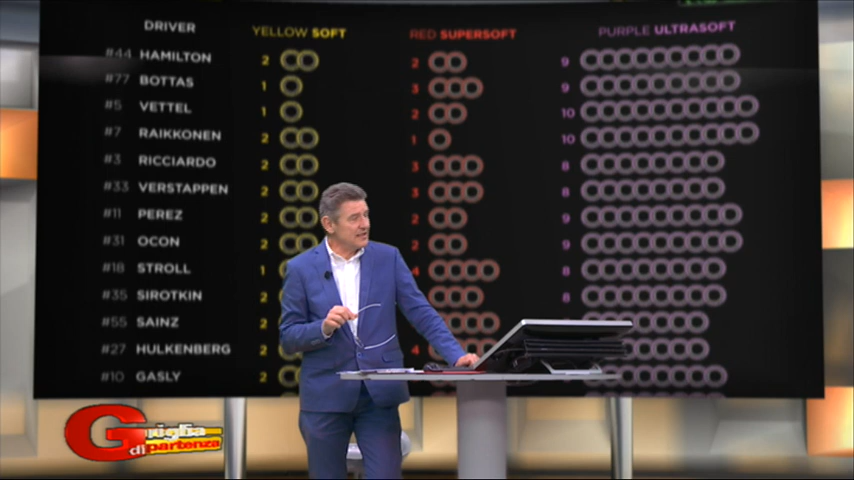 DRIVER YELLOW SOFT RED SUPERSOFT PURPLE ULTRASOFT
#44 HAMILTON 2 2 9
#77 BOTTAS 1 3 9
#5 VETTEL 1 2 10
#7 RAIKKONEN 2 1 10
#3 RICCIARDO 2 3 8
#33 VERSTAPPEN 2 3 8
#11 PEREZ 2 2 9
#31 OCON 2 2 9
#18 STROLL 1 4 8
#35 SIROTKIN 2 8
#55 SAINZ 2
#27 HULKENBERG 2 4
#10 GASLY 2
Griglia
di partenza